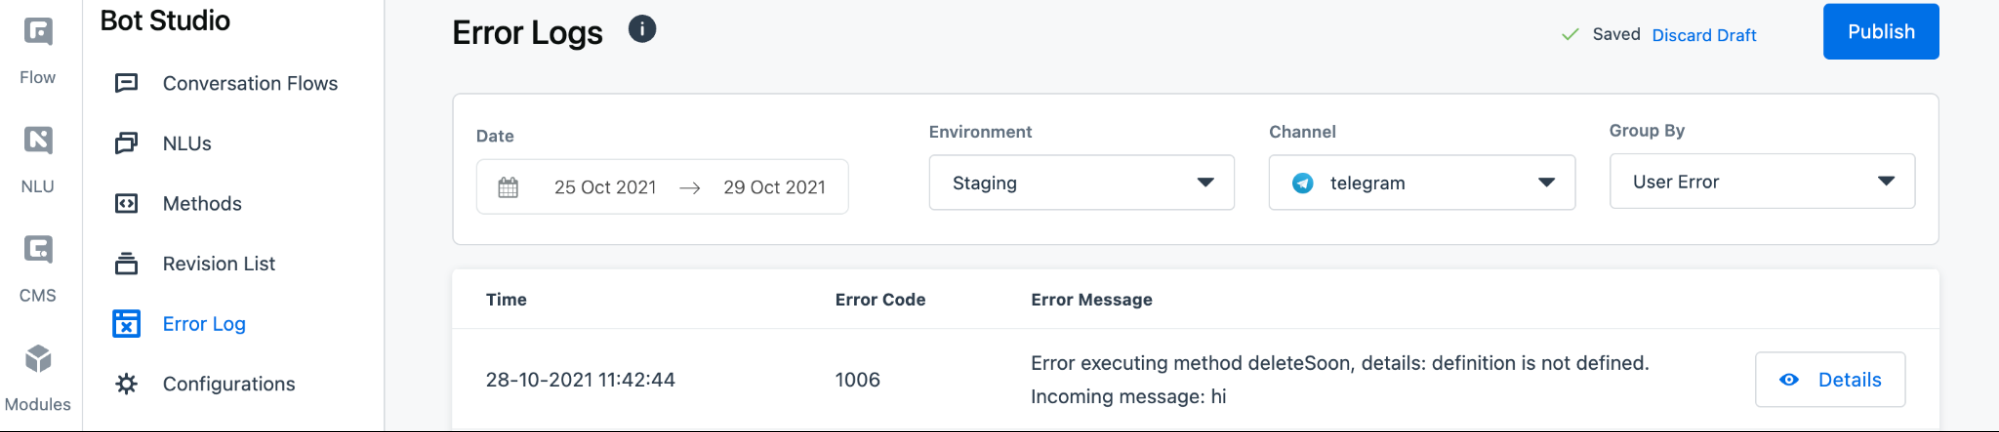 Flow
NLU
CMS
Modules
Bot Studio
Conversation Flows
NLUs
Methods
Revision List
Error Log
Configurations
Error Logs
Saved Discard Draft
Publish
Date
25 Oct 2021 → 29 Oct 2021
Environment
Staging
Channel
telegram
Group By
User Error
Time Error Code Error Message
28-10-2021 11:42:44 1006 Error executing method deleteSoon, details: definition is not defined.
Incoming message: hi
Details